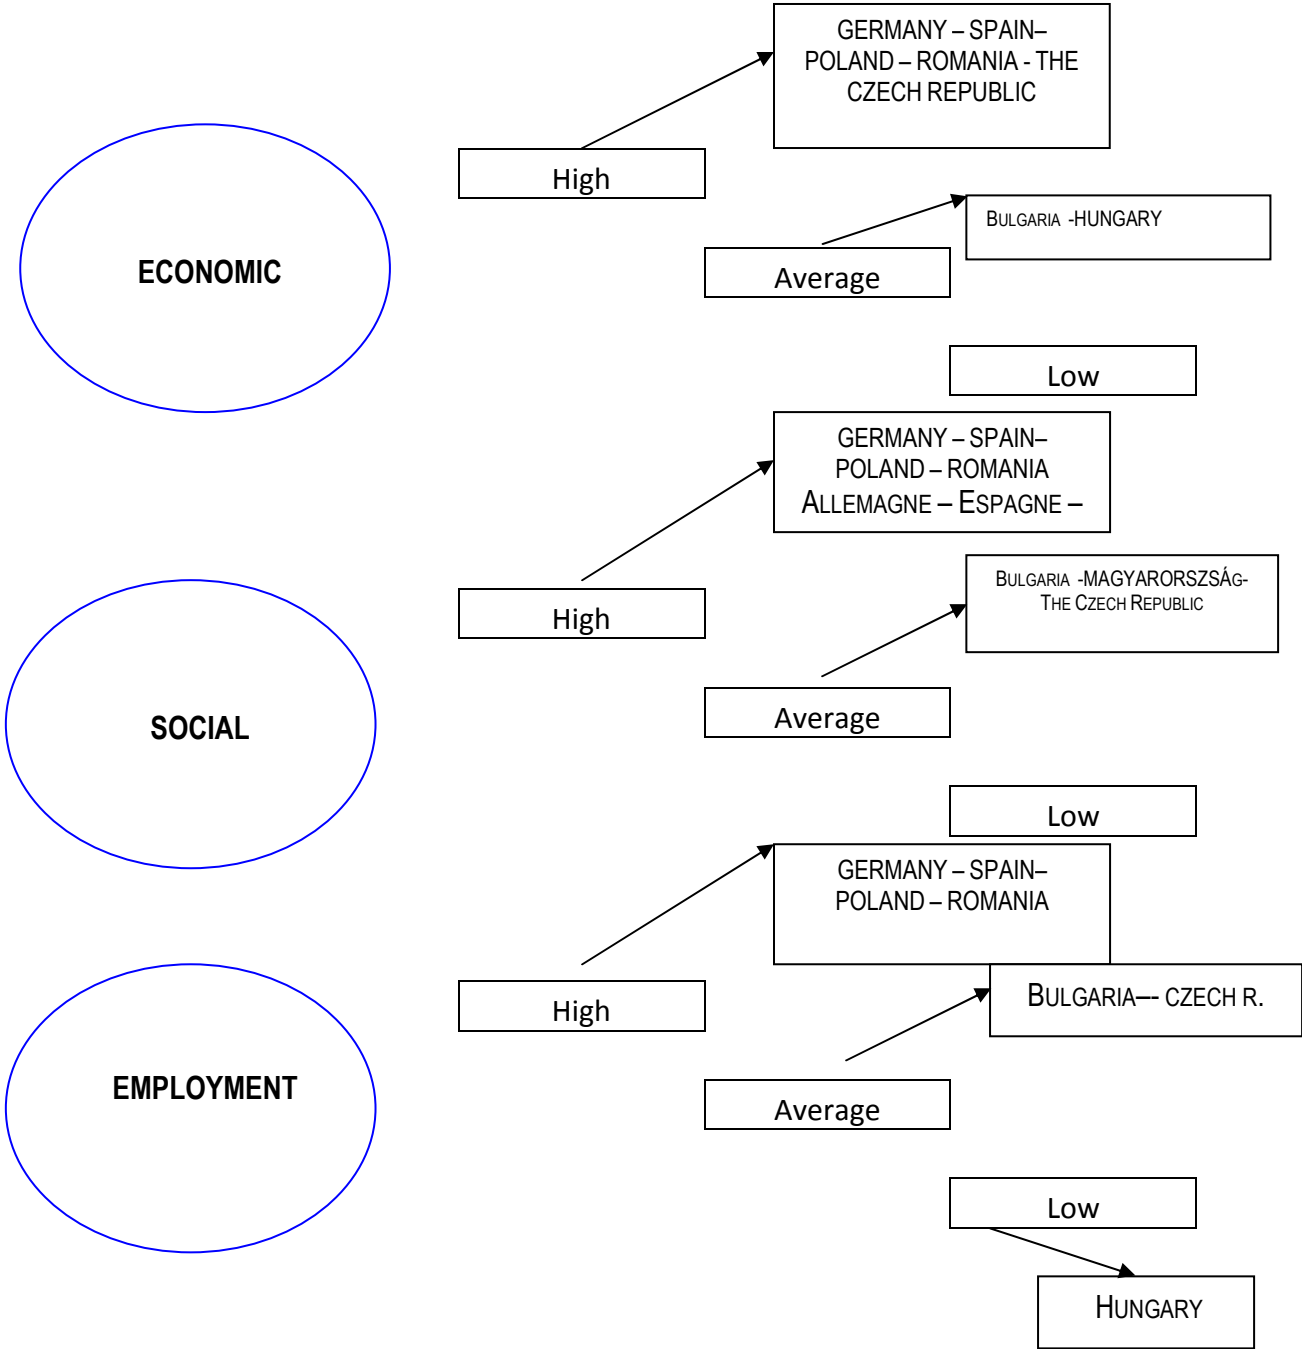 GERMANY – SPAIN–
POLAND – ROMANIA - THE
CZECH REPUBLIC
High
BULGARIA -HUNGARY
ECONOMIC
Average
Low
GERMANY – SPAIN–
POLAND – ROMANIA
ALLEMAGNE – ESPAGNE –
BULGARIA -MAGYARORSZSÁG-
THE CZECH REPUBLIC
High
SOCIAL
Average
Low
GERMANY – SPAIN–
POLAND – ROMANIA
High
BULGARIA–- CZECH R.
EMPLOYMENT
Average
Low
HUNGARY